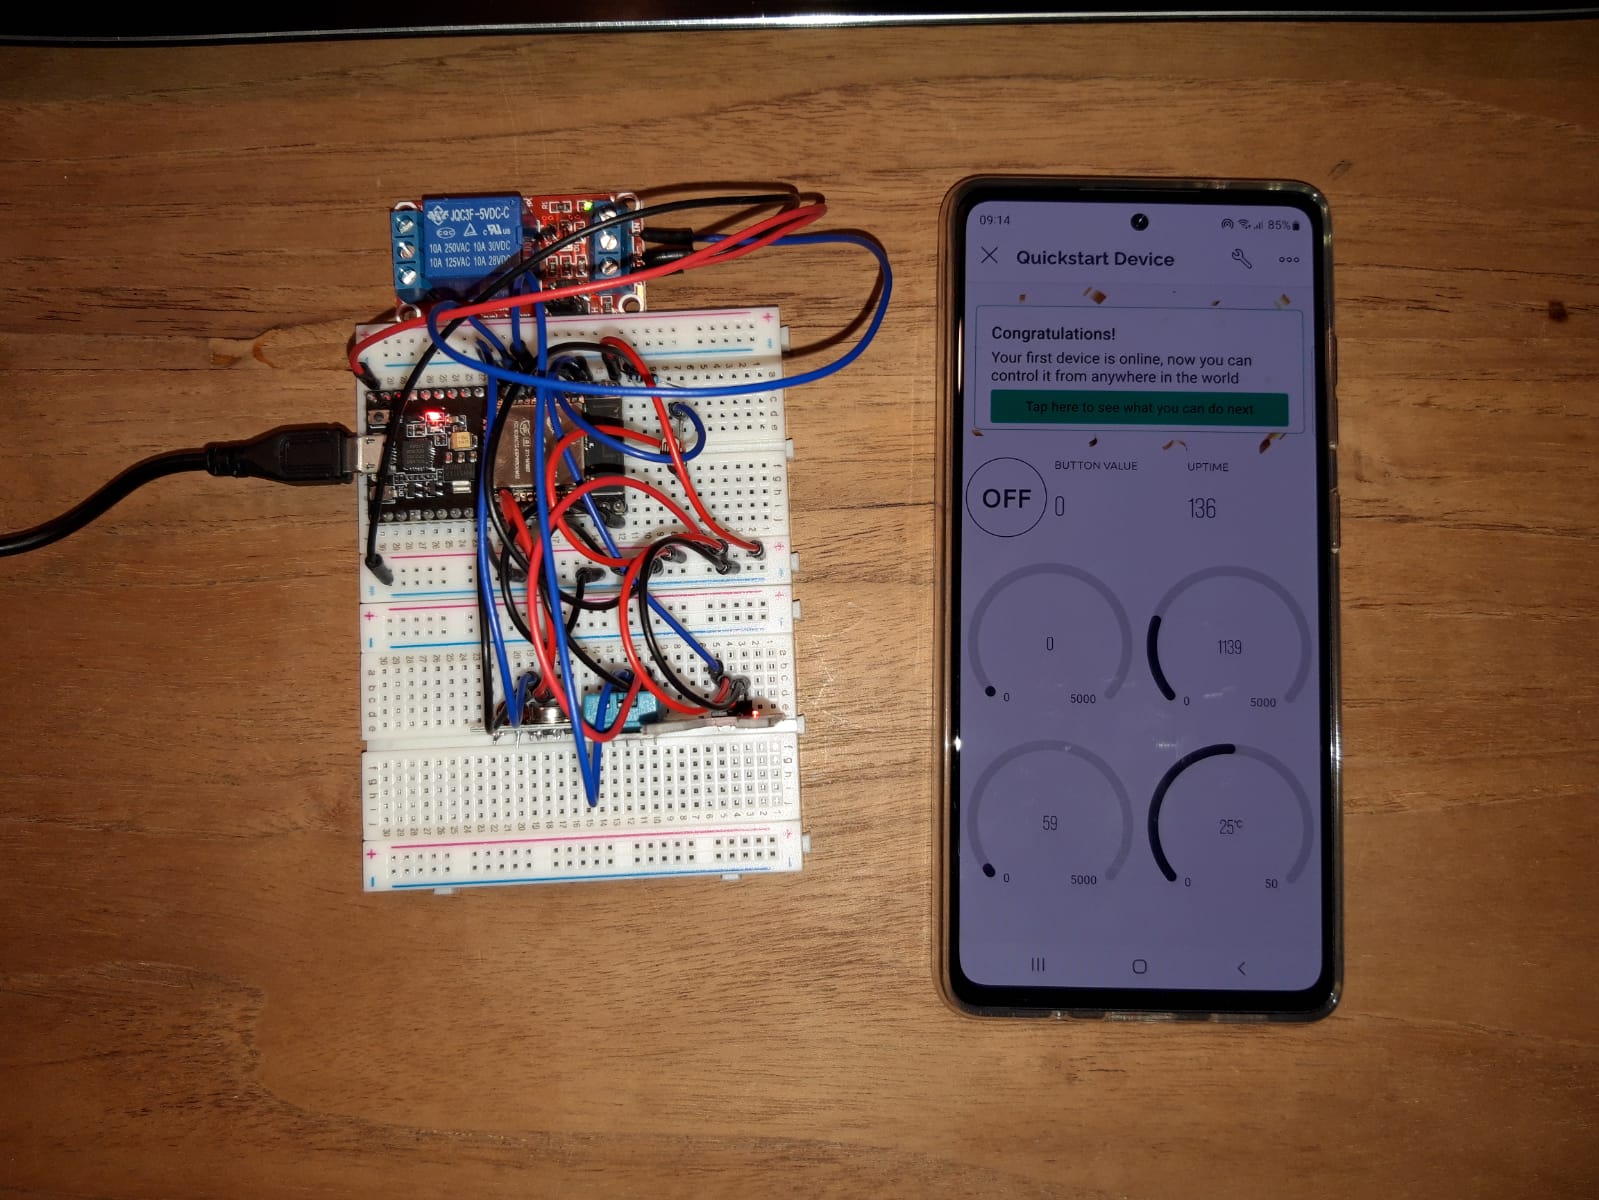 JQC3F-5VDC-C
CQC c US
10A 250VAC 10A 30VDC
10A 125VAC 10A 28VDC
09:14
85%
Quickstart Device
Congratulations!
Your first device is online, now you can
control it from anywhere in the world
Tap here to see what you can do next
BUTTON VALUE
UPTIME
OFF
0
136
0
0
5000
1139
0
5000
59
0
5000
25°C
0
50